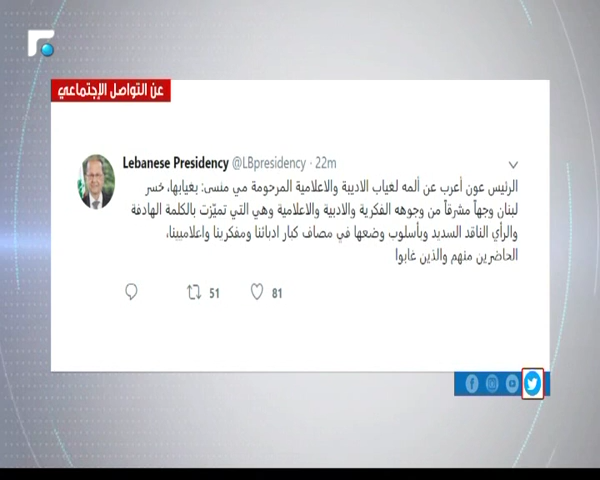 عن التواصل الإجتماعي
Lebanese Presidency @LBpresidency · 22m
الرئيس عون أعرب عن ألمه لغياب الاديبة والاعلامية المرحومة مي منسى: بغيابها، خسر
لبنان وجهاً مشرقاً من وجوهه الفكرية والادبية والاعلامية وهي التي تميّزت بالكلمة الهادفة
والرأي الناقد السديد وبأسلوب وضعها في مصاف كبار ادبائنا ومفكرينا واعلاميينا،
الحاضرين منهم والذين غابوا
51 81